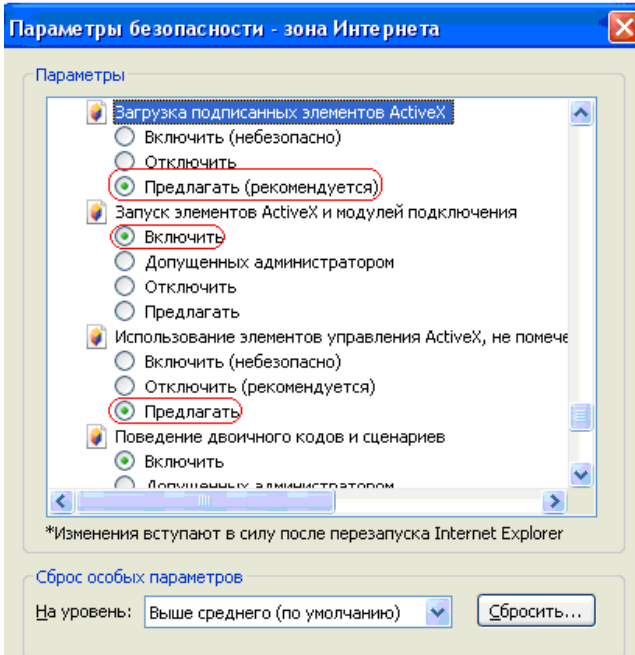 Параметры безопасности - зона Интернета
Параметры
Загрузка подписанных элементов ActiveX
Включить (небезопасно)
Отключить
Предлагать (рекомендуется)
Запуск элементов ActiveX и модулей подключения
Включить
Допущенных администратором
Отключить
Предлагать
Использование элементов управления ActiveX, не помече
Включить (небезопасно)
Отключить (рекомендуется)
Предлагать
Поведение двоичного кодов и сценариев
Включить
Допущенных администратором
*Изменения вступают в силу после перезапуска Internet Explorer
Сброс особых параметров
На уровень: Выше среднего (по умолчанию) Сбросить...